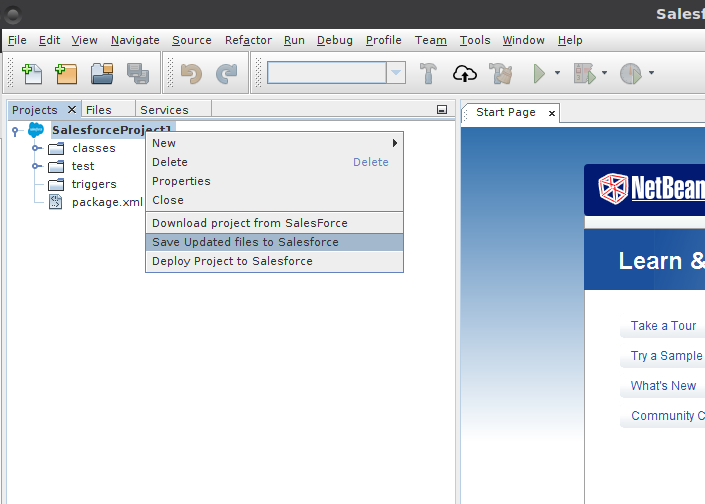 Salesf
File Edit View Navigate Source Refactor Run Debug Profile Team Tools Window Help
Projects Files Services
Start Page
SalesforceProject1
classes
test
triggers
package.xml
New
Delete Delete
Properties
Close
Download project from SalesForce
Save Updated files to Salesforce
Deploy Project to Salesforce
NetBean
Learn &
Take a Tour
Try a Sample
What's New
Community C